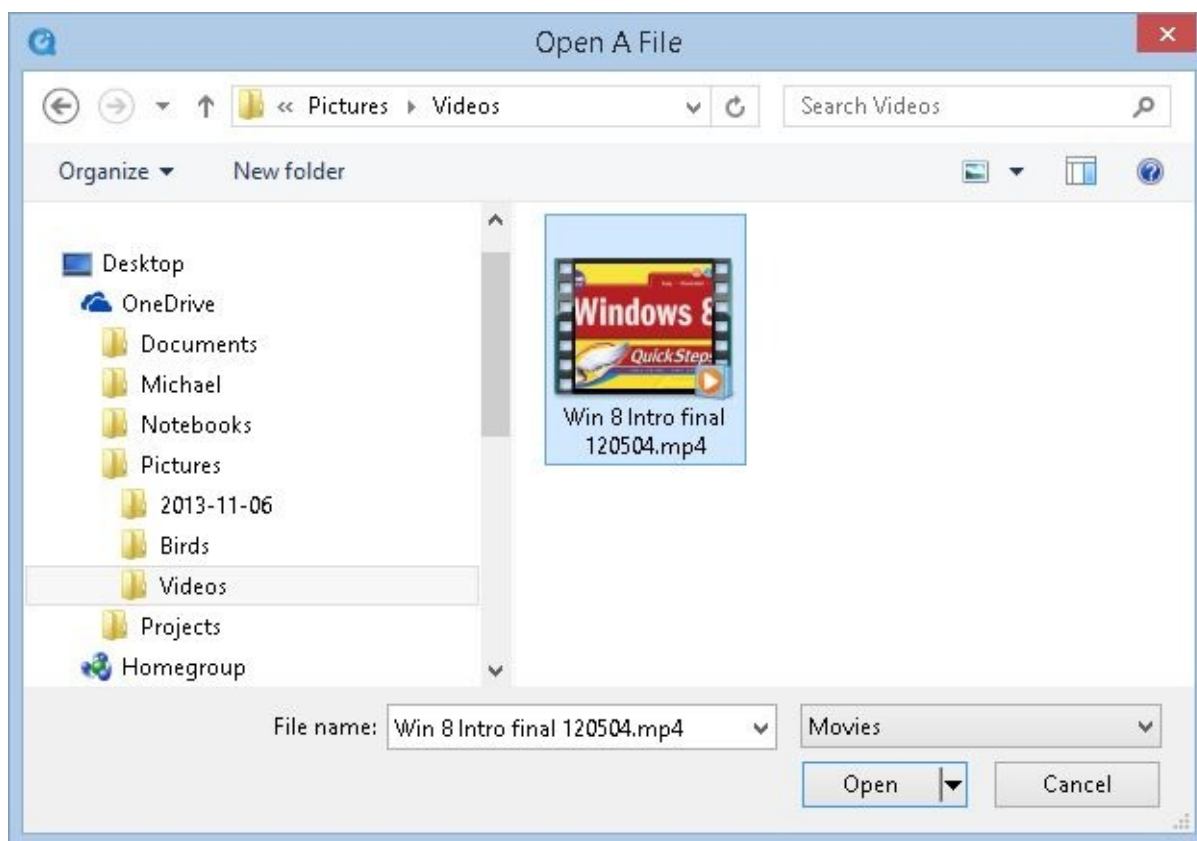 Open A File
« Pictures ▸ Videos
Search Videos
Organize
New folder
Desktop
OneDrive
Documents
Michael
Notebooks
Pictures
2013-11-06
Birds
Videos
Projects
Homegroup
Windows 8
QuickSteps
Win 8 Intro final
120504.mp4
File name: Win 8 Intro final 120504.mp4
Movies
Open
Cancel